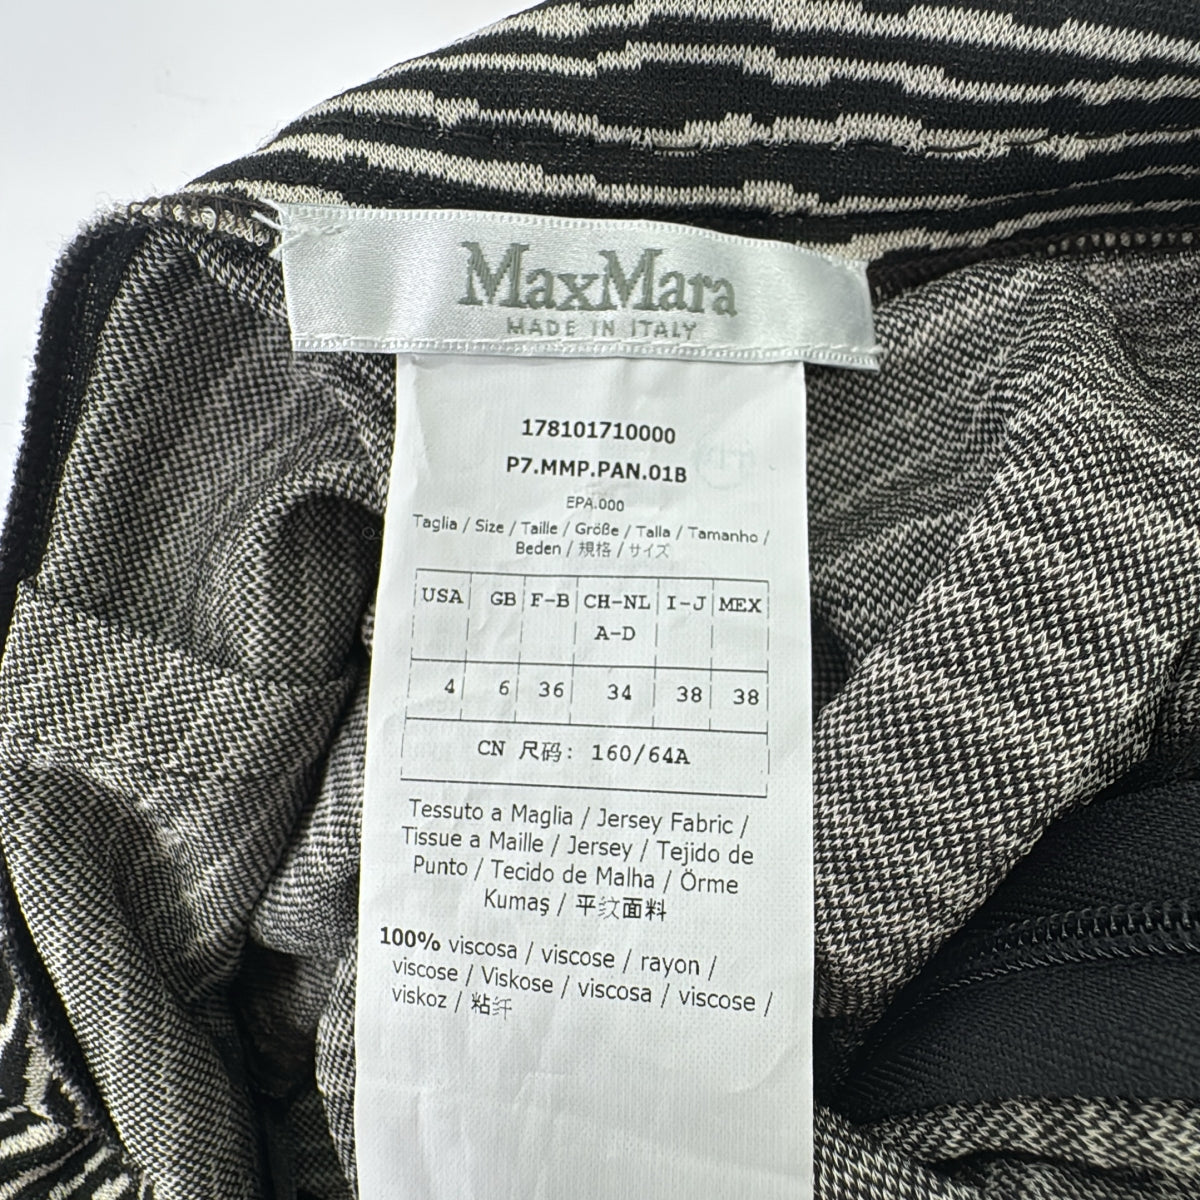 MaxMara
MADE IN ITALY
178101710000
P7.MMP.PAN.01B
EPA.000
Taglia / Size / Taille / Größe / Talla / Tamanho /
Beden / 規格 / サイズ
USA GB F-B CH-NL I-J MEX
A-D
4 6 36 34 38 38
CN 尺码: 160/64A
Tessuto a Maglia / Jersey Fabric /
Tissue a Maille / Jersey / Tejido de
Punto / Tecido de Malha / Örme
Kumaş / 平纹面料
100% viscosa / viscose / rayon /
viscose / Viskose / viscosa / viscose /
viskoz / 粘纤